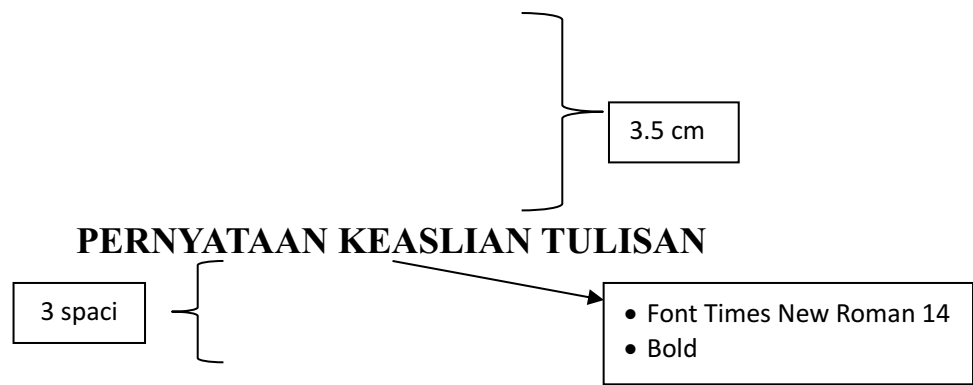 3.5 cm
PERNYATAAN KEASLIAN TULISAN
3 spaci
• Font Times New Roman 14
• Bold